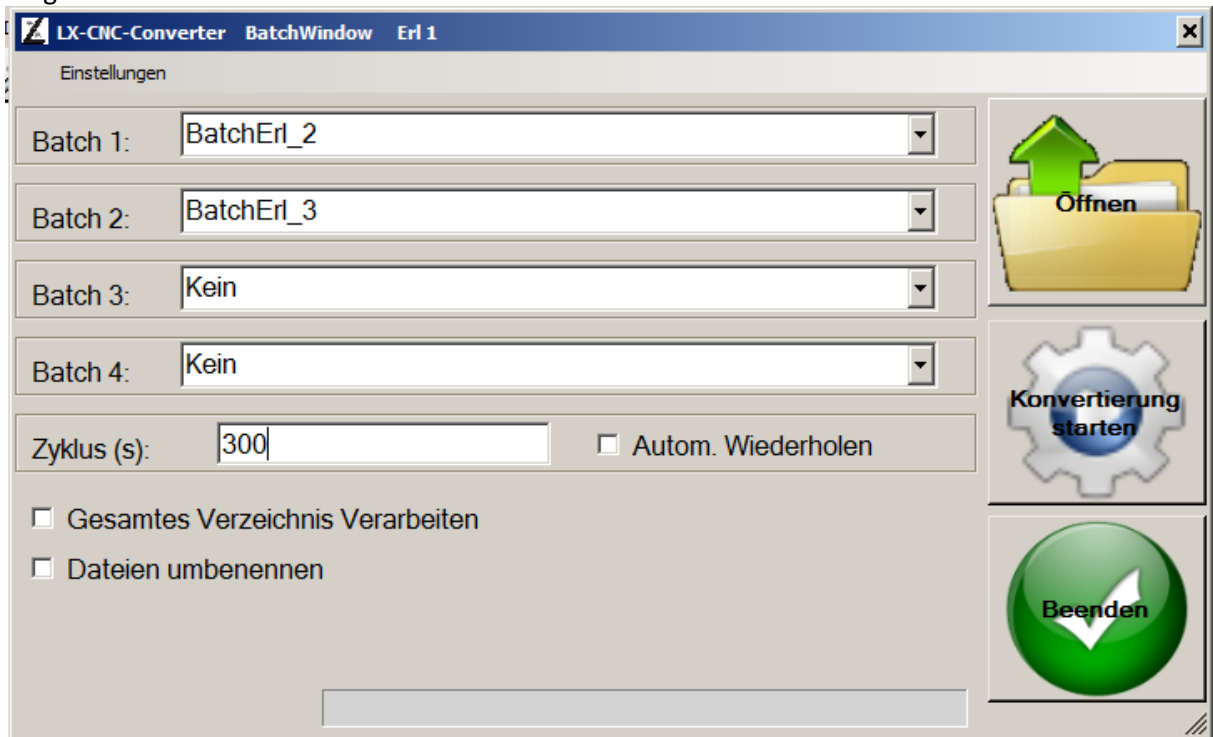 LX-CNC-Converter BatchWindow Erl 1
Einstellungen
Batch 1: BatchErl_2
Batch 2: BatchErl_3
Batch 3: Kein
Batch 4: Kein
Zyklus (s): 300 Autom. Wiederholen
Gesamtes Verzeichnis Verarbeiten
Dateien umbenennen
Öffnen
Konvertierung
starten
Beenden